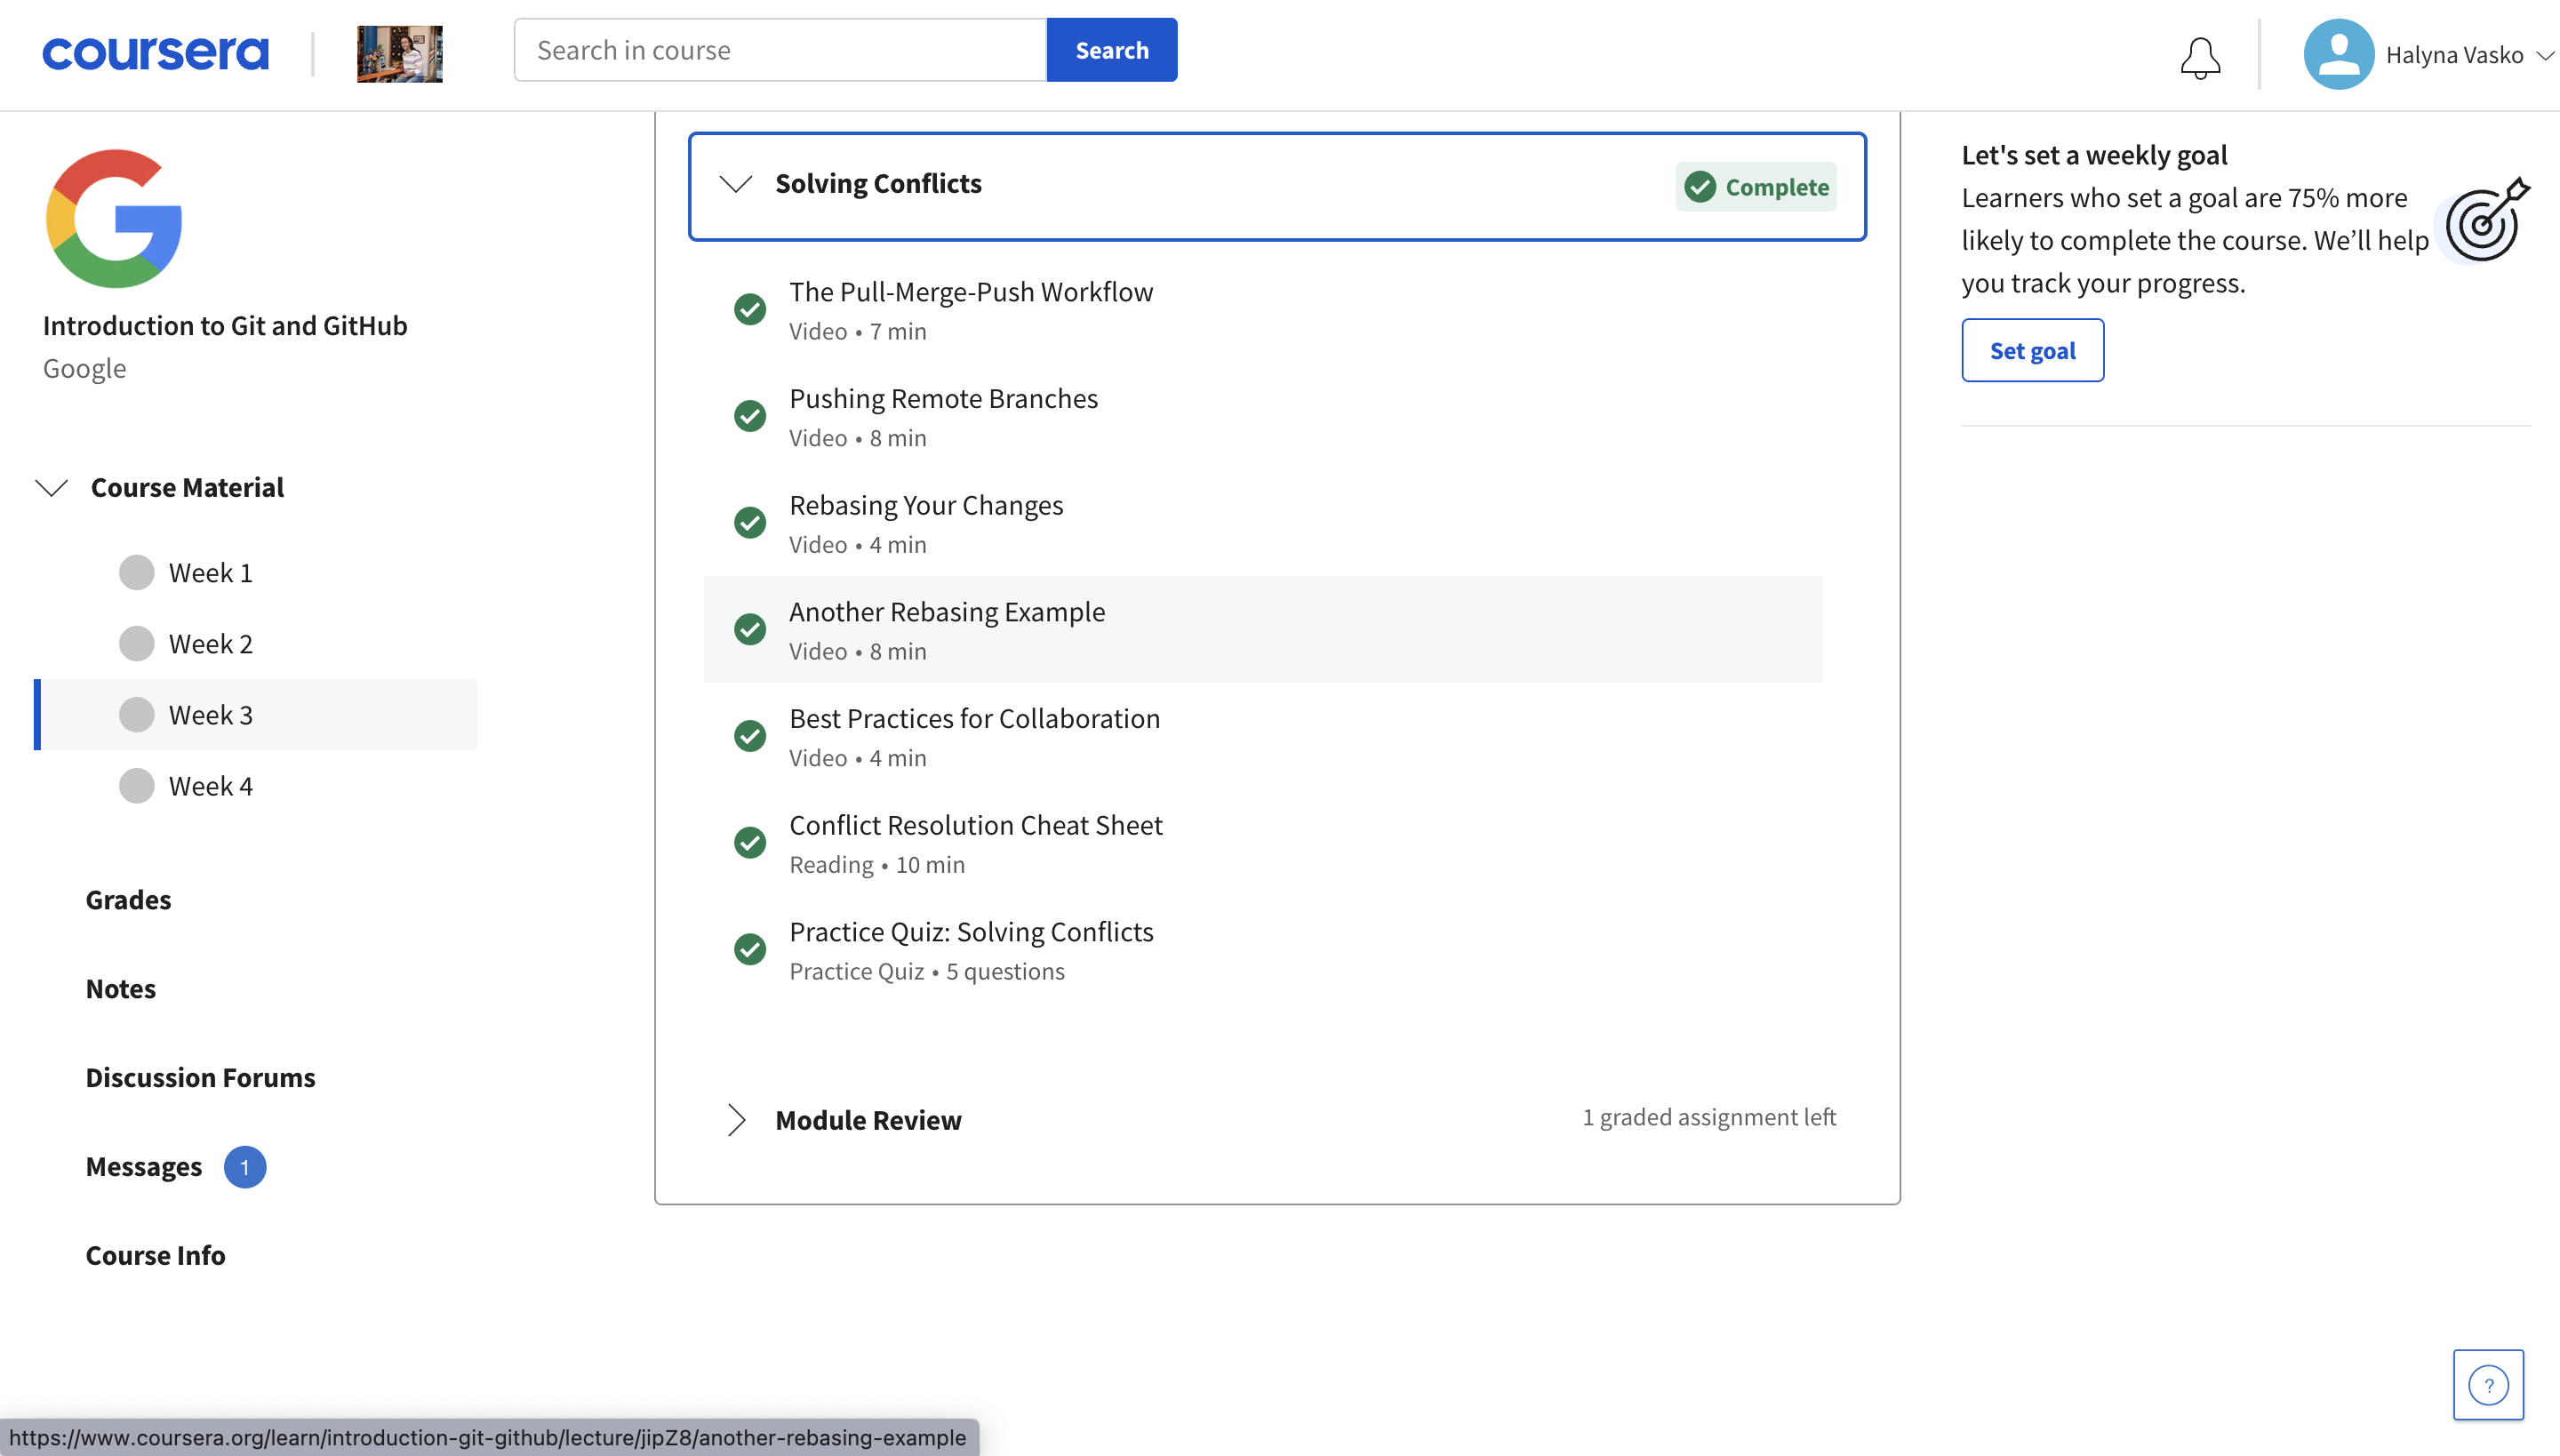 coursera
Search in course
Search
Halyna Vasko
Introduction to Git and GitHub
Google
Course Material
Week 1
Week 2
Week 3
Week 4
Grades
Notes
Discussion Forums
Messages 1
Course Info
Solving Conflicts
Complete
The Pull-Merge-Push Workflow
Video • 7 min
Pushing Remote Branches
Video • 8 min
Rebasing Your Changes
Video • 4 min
Another Rebasing Example
Video • 8 min
Best Practices for Collaboration
Video • 4 min
Conflict Resolution Cheat Sheet
Reading • 10 min
Practice Quiz: Solving Conflicts
Practice Quiz • 5 questions
Module Review
1 graded assignment left
Let's set a weekly goal
Learners who set a goal are 75% more
likely to complete the course. We’ll help
you track your progress.
Set goal
?
https://www.coursera.org/learn/introduction-git-github/lecture/jipZ8/another-rebasing-example